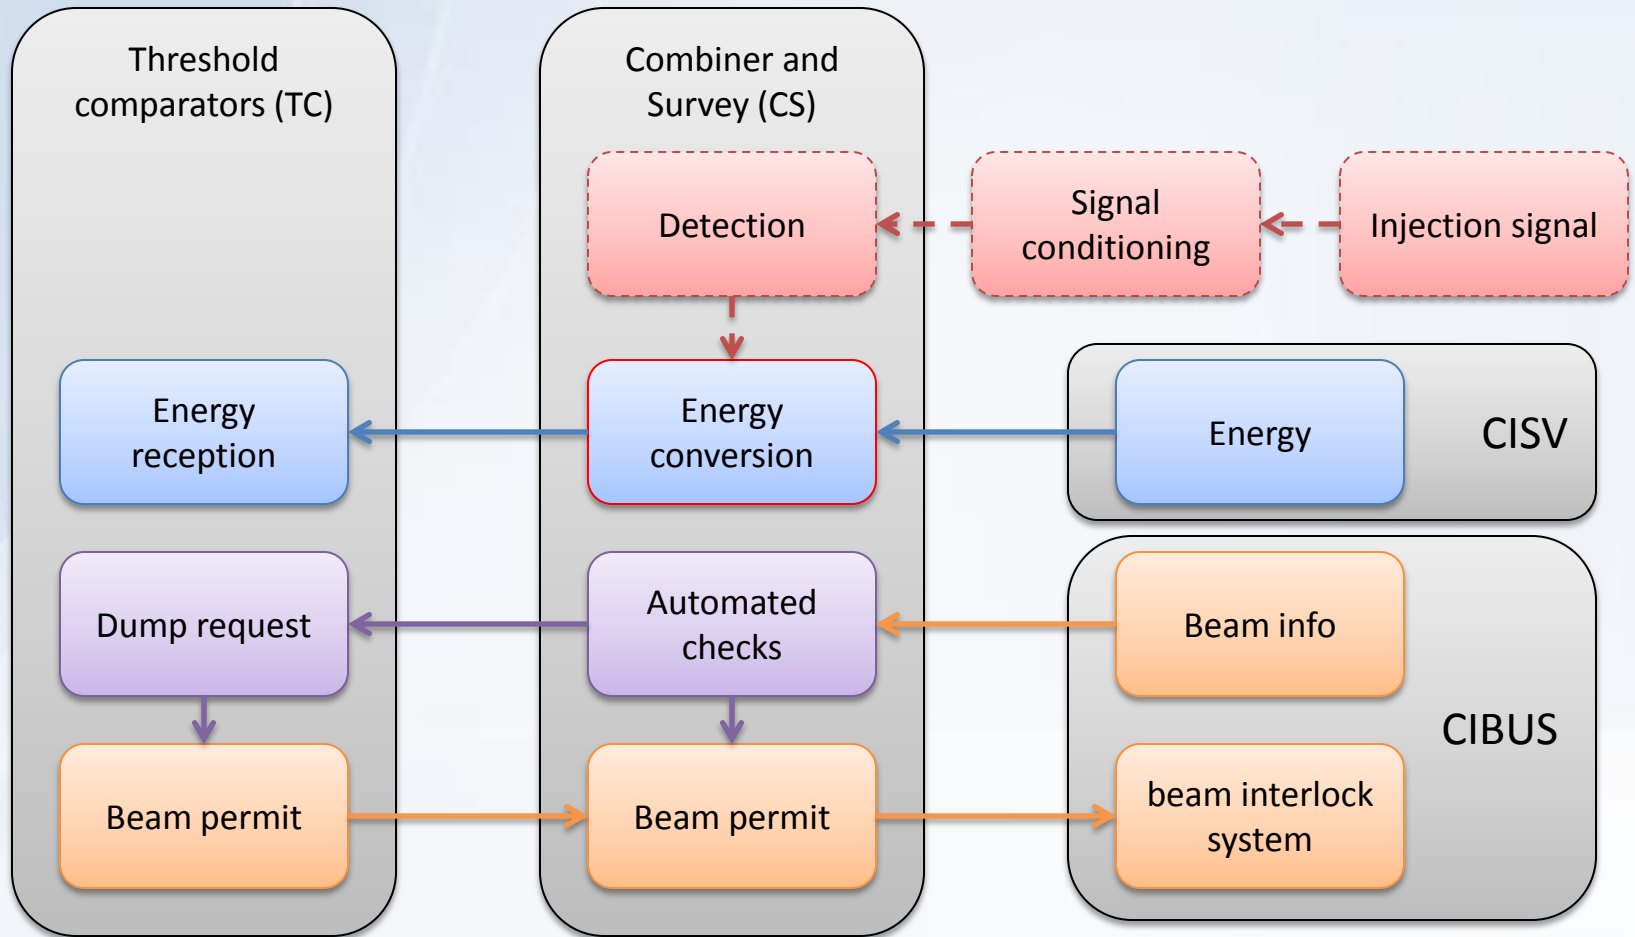 Threshold
comparators (TC)
Combiner and
Survey (CS)
Detection
Signal
conditioning
Injection signal
Energy
reception
Energy
conversion
Energy
CISV
Dump request
Automated
checks
Beam info
CIBUS
Beam permit
Beam permit
beam interlock
system